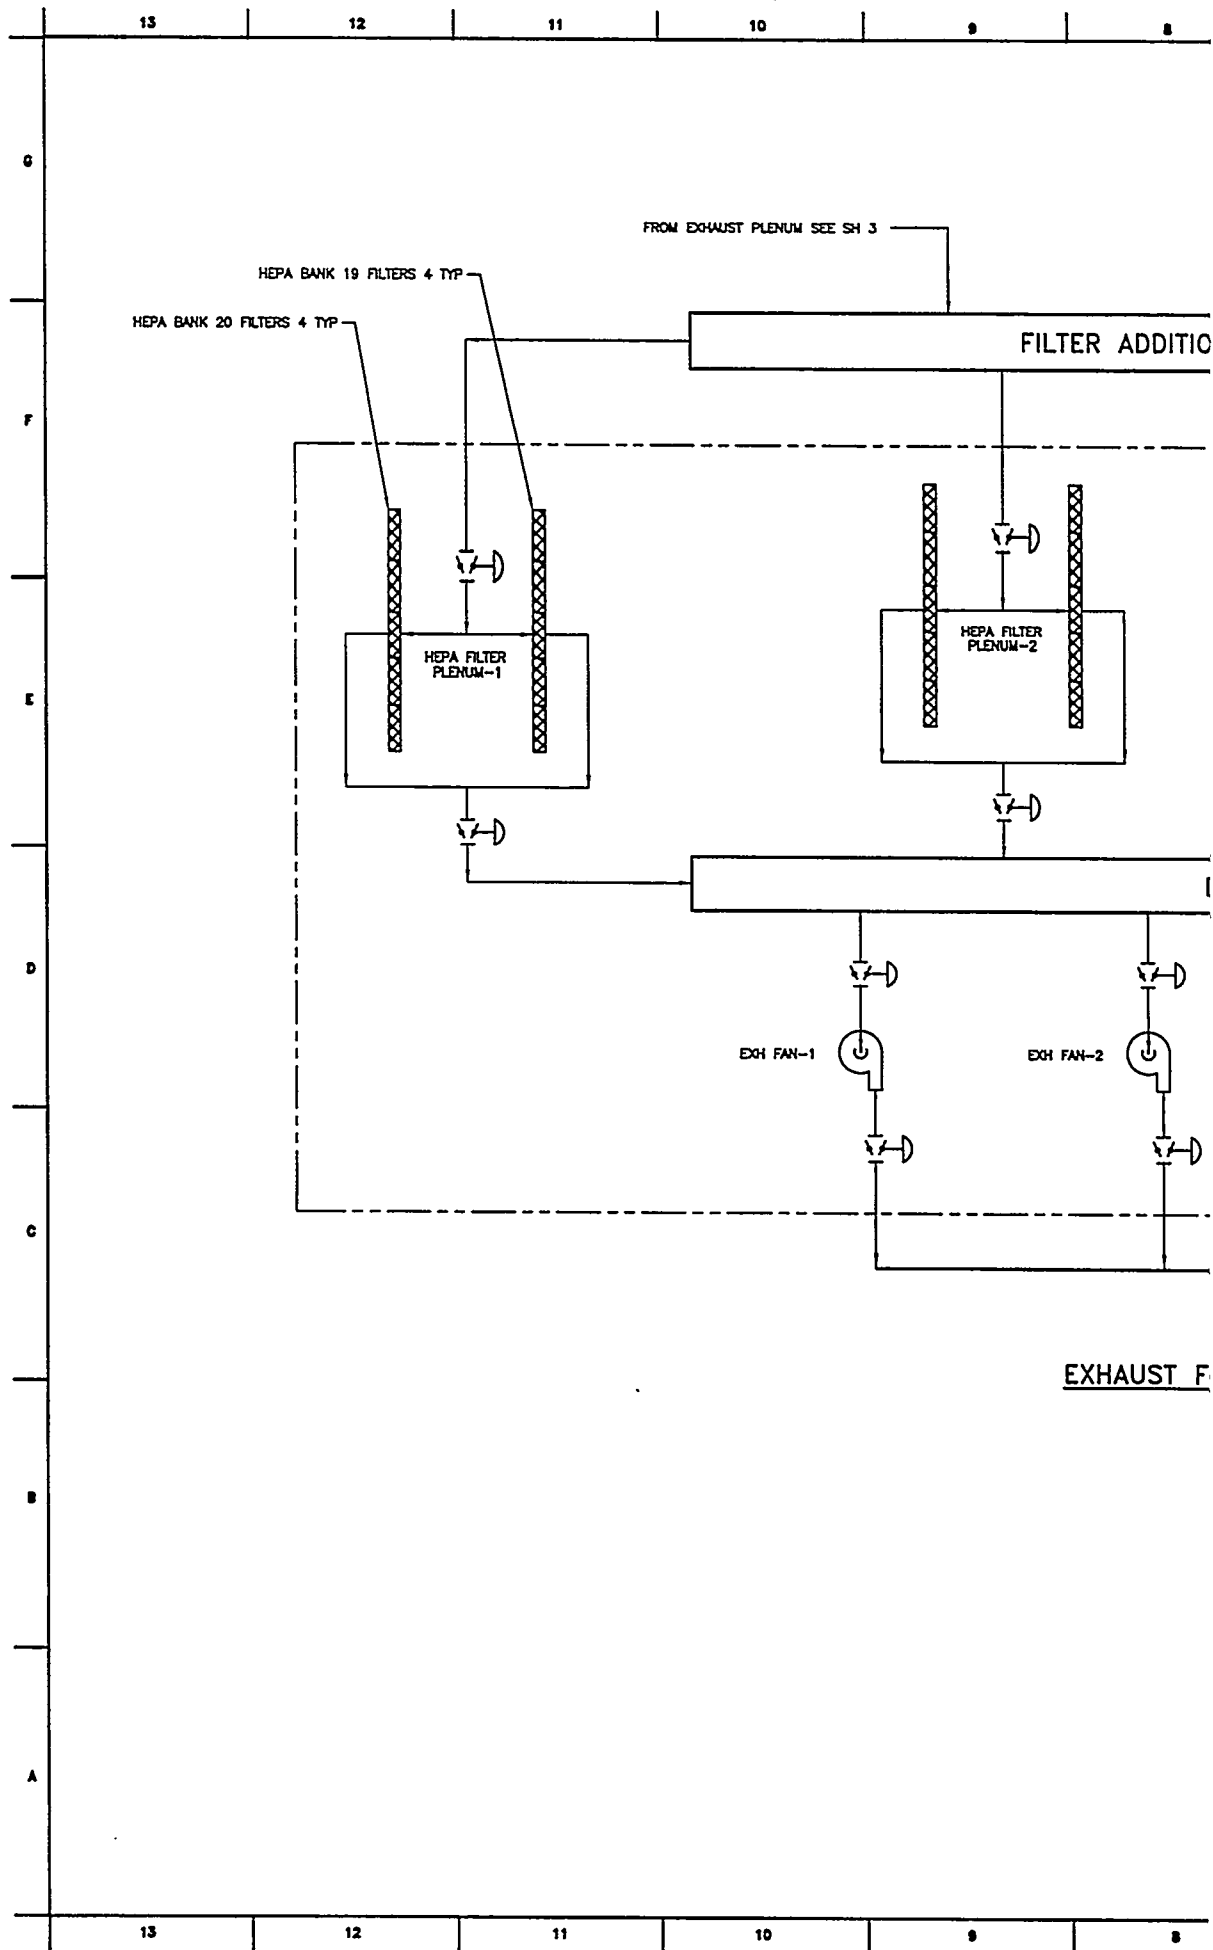 13 12 11 10 9 8
G
FROM EXHAUST PLENUM SEE SH 3
HEPA BANK 19 FILTERS 4 TYP
HEPA BANK 20 FILTERS 4 TYP
FILTER ADDITIO
F
HEPA FILTER
PLENUM-1
HEPA FILTER
PLENUM-2
E
D
EXH FAN-1
EXH FAN-2
C
EXHAUST F
B
A
13 12 11 10 9 8